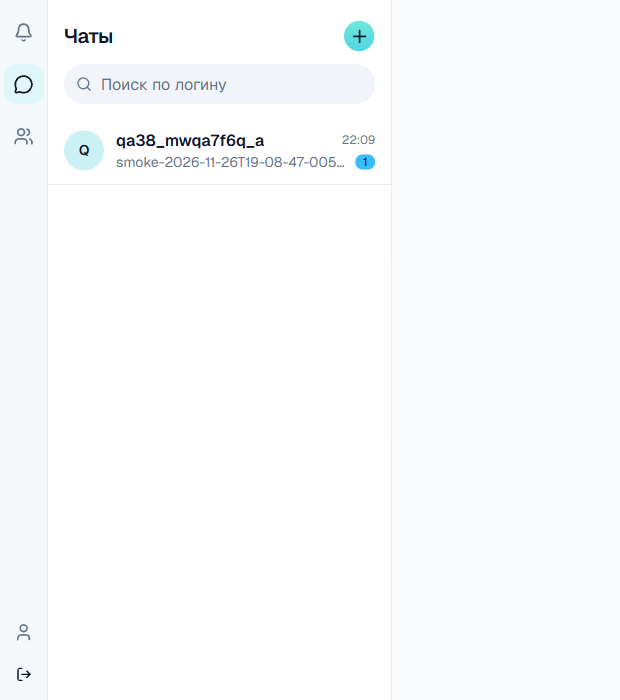 Чаты
Поиск по логину
Q
qa38_mwqa7f6q_a
22:09
smoke-2026-11-26T19-08-47-005...
1